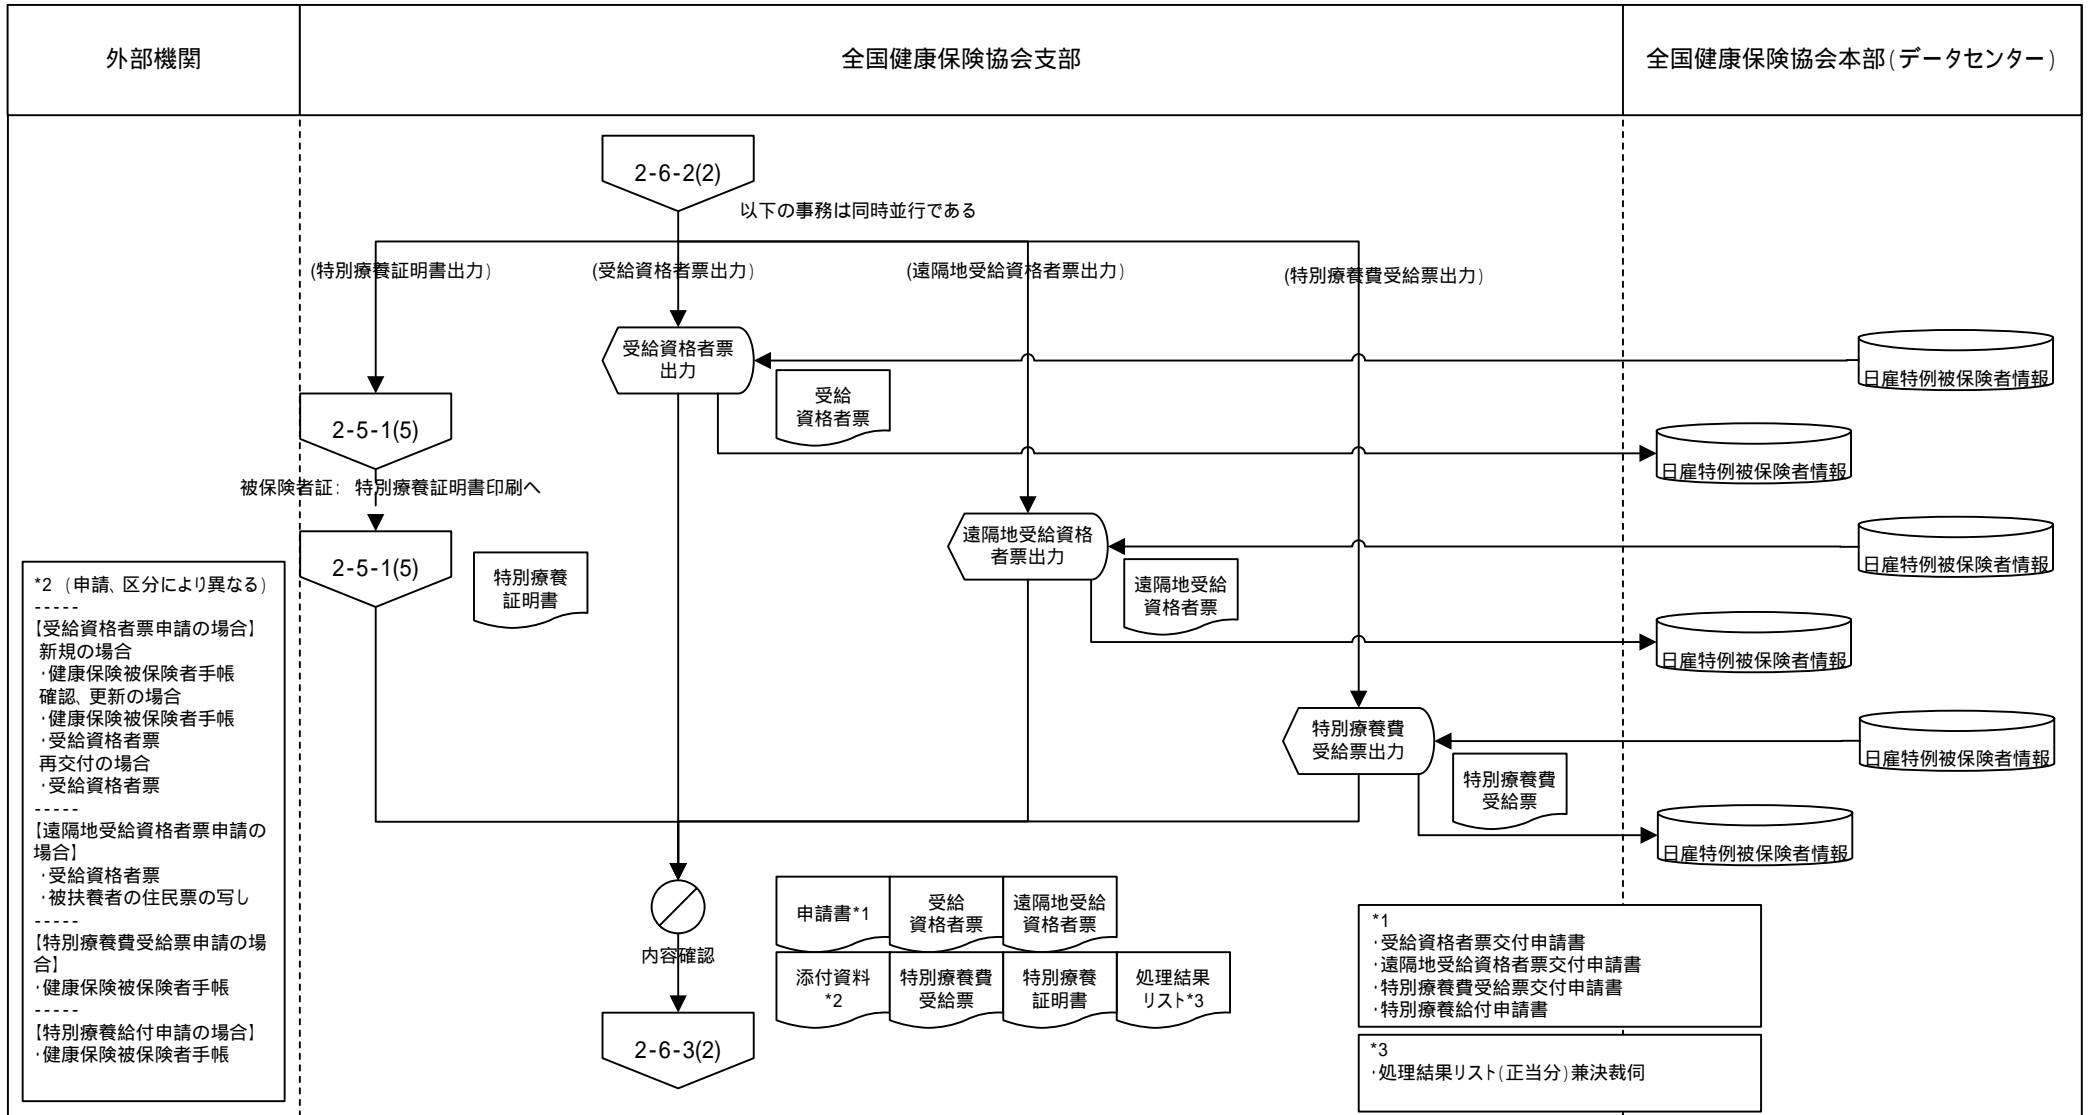 外部機関
全国健康保険協会支部
全国健康保険協会本部(データセンター)
2-6-2(2)
以下の事務は同時並行である
(特別療養証明書出力)
(受給資格者票出力)
(遠隔地受給資格者票出力)
(特別療養費受給票出力)
受給資格者票
出力
日雇特例被保険者情報
受給
資格者票
2-5-1(5)
日雇特例被保険者情報
被保険者証: 特別療養証明書印刷へ
2-5-1(5)
特別療養
証明書
遠隔地受給資格
者票出力
日雇特例被保険者情報
遠隔地受給
資格者票
日雇特例被保険者情報
特別療養費
受給票出力
日雇特例被保険者情報
特別療養費
受給票
日雇特例被保険者情報
*2 (申請、区分により異なる)
-----
【受給資格者票申請の場合】
新規の場合
・健康保険被保険者手帳
確認、更新の場合
・健康保険被保険者手帳
・受給資格者票
再交付の場合
・受給資格者票
-----
【遠隔地受給資格者票申請の
場合】
・受給資格者票
・被扶養者の住民票の写し
-----
【特別療養費受給票申請の場
合】
・健康保険被保険者手帳
-----
【特別療養給付申請の場合】
・健康保険被保険者手帳
内容確認
申請書*1
受給
資格者票
遠隔地受給
資格者票
添付資料
*2
特別療養費
受給票
特別療養
証明書
処理結果
リスト*3
2-6-3(2)
*1
・受給資格者票交付申請書
・遠隔地受給資格者票交付申請書
・特別療養費受給票交付申請書
・特別療養給付申請書
*3
・処理結果リスト(正当分)兼決裁伺